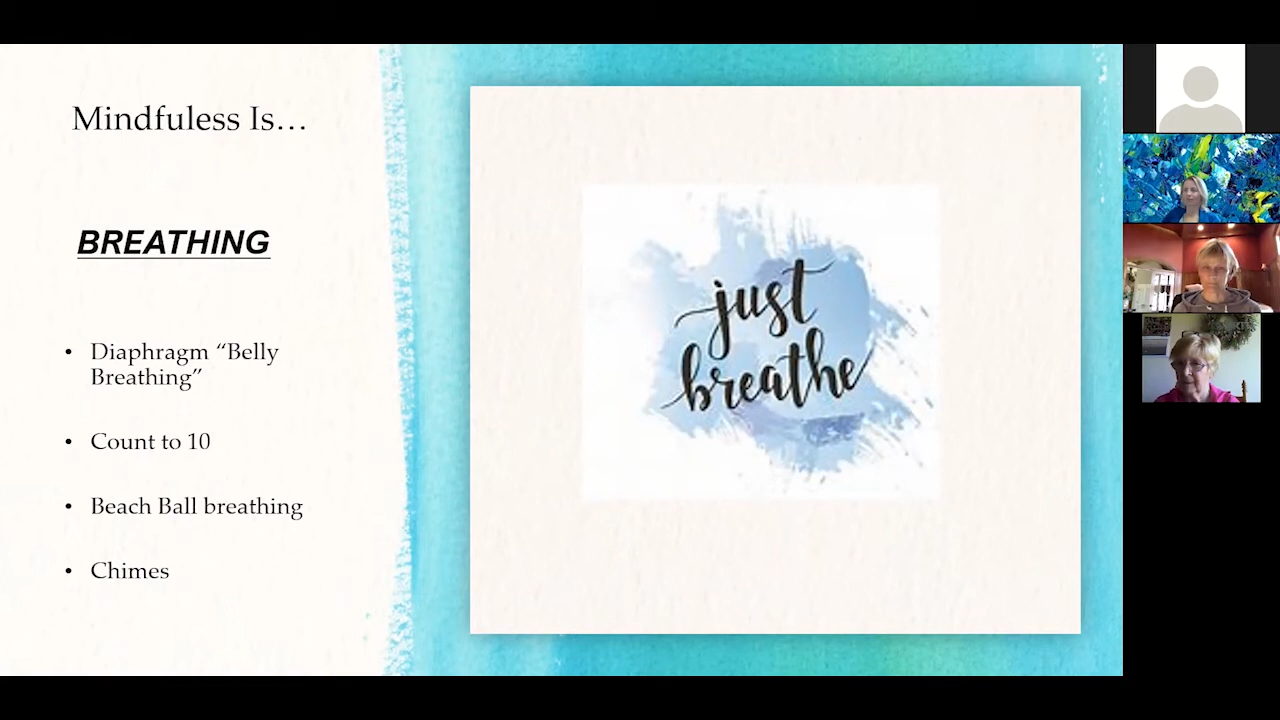 Mindfuless Is…
BREATHING
• Diaphragm “Belly
Breathing”
• Count to 10
• Beach Ball breathing
• Chimes
just
breathe